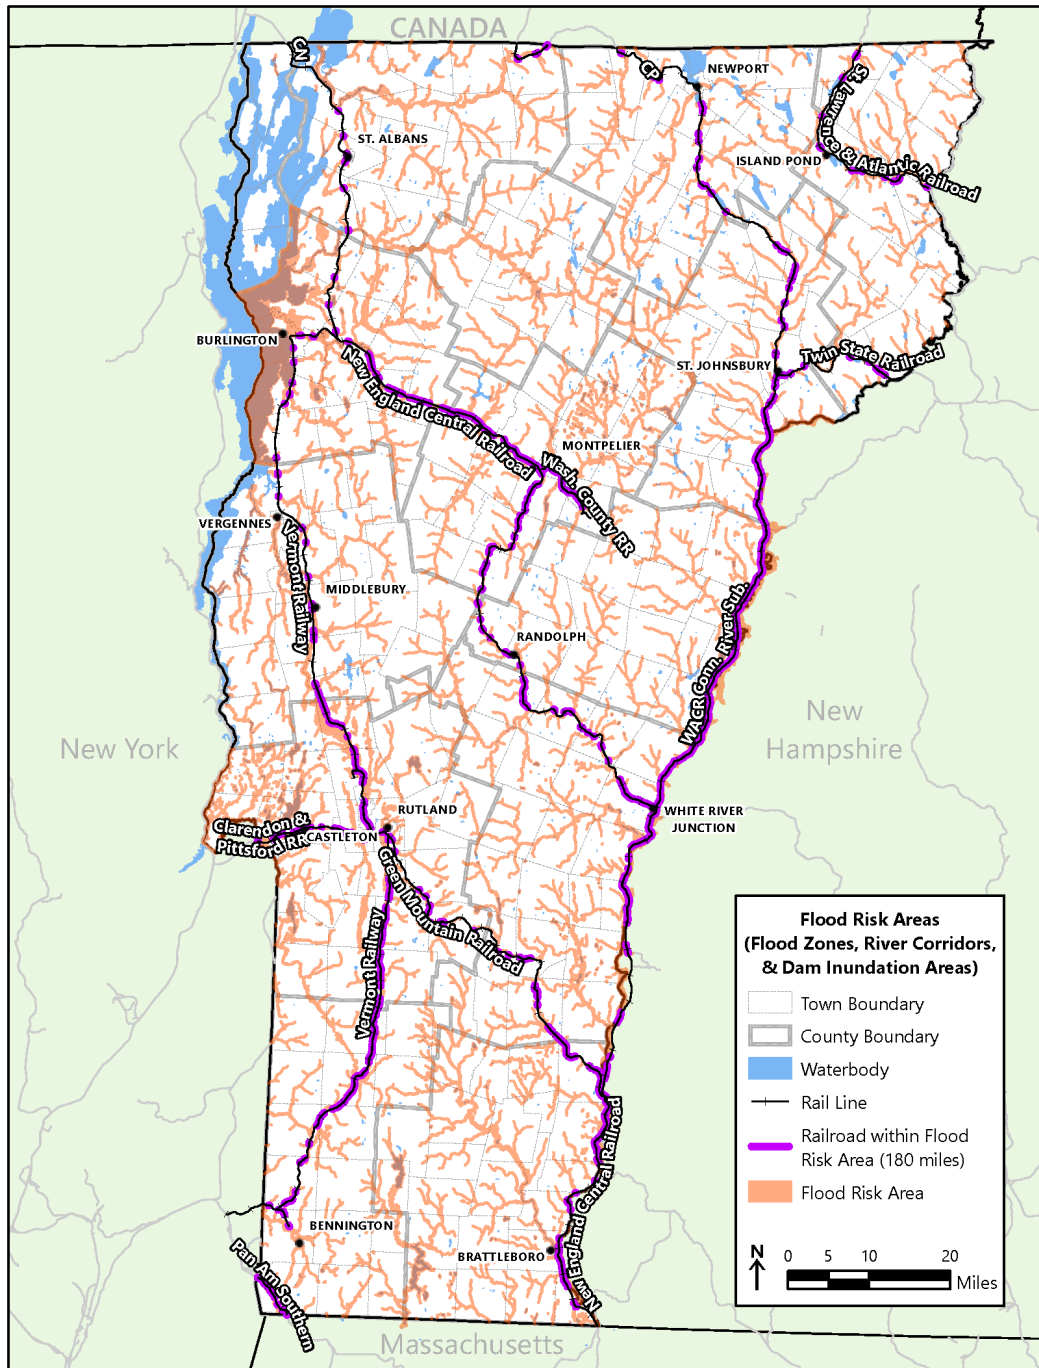 CANADA
CN
CP
NEWPORT
St. Lawrence & Atlantic Railroad
ST. ALBANS
ISLAND POND
BURLINGTON
ST. JOHNSBURY
Twin State Railroad
New England Central Railroad
MONTPELIER
Wash. County RR
VERGENNES
Vermont Railway
MIDDLEBURY
RANDOLPH
WACR Conn. River Sub.
New York
New
Hampshire
RUTLAND
WHITE RIVER
JUNCTION
Clarendon &
Pittsford RR
CASTLETON
Green Mountain Railroad
Vermont Railway
New England Central Railroad
BENNINGTON
BRATTLEBORO
Pan Am Southern
Massachusetts
Flood Risk Areas
(Flood Zones, River Corridors,
& Dam Inundation Areas)
Town Boundary
County Boundary
Waterbody
Rail Line
Railroad within Flood
Risk Area (180 miles)
Flood Risk Area
N
0 5 10 20
Miles